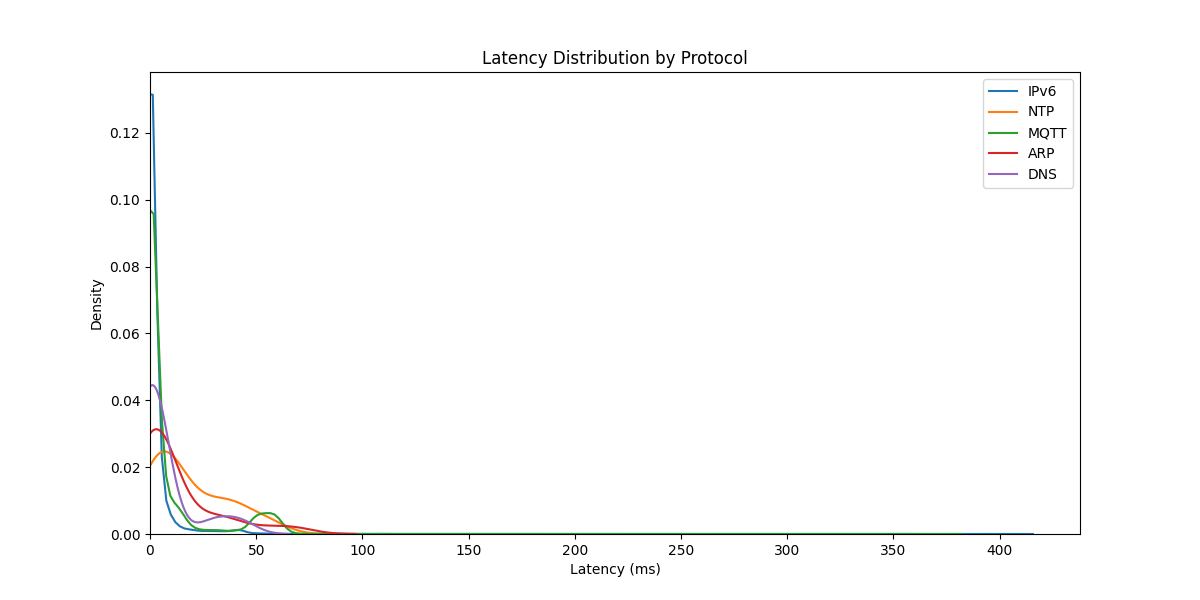 Latency Distribution by Protocol
IPv6
NTP
MQTT
ARP
DNS
Density
0.12
0.10
0.08
0.06
0.04
0.02
0.00
0 50 100 150 200 250 300 350 400
Latency (ms)